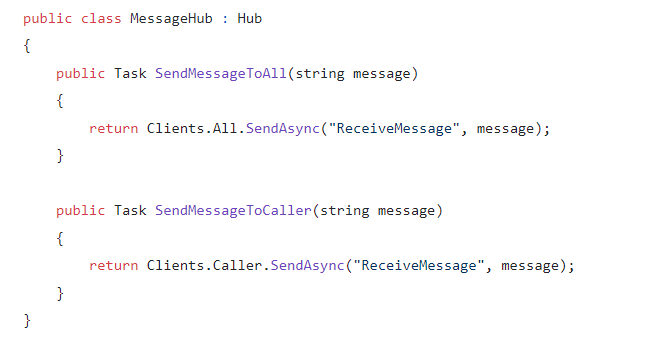 public class MessageHub : Hub
{
    public Task SendMessageToAll(string message)
    {
        return Clients.All.SendAsync("ReceiveMessage", message);
    }

    public Task SendMessageToCaller(string message)
    {
        return Clients.Caller.SendAsync("ReceiveMessage", message);
    }
}